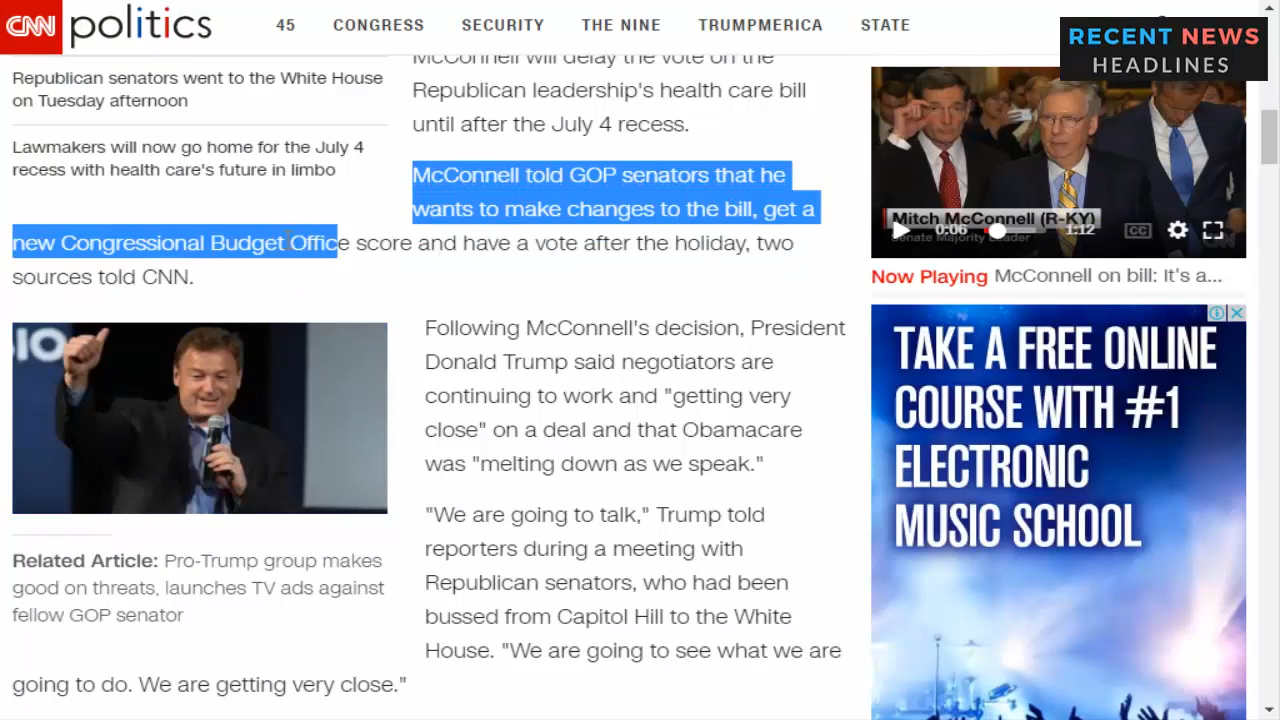 CNN politics
45 CONGRESS SECURITY THE NINE TRUMPMERICA STATE
RECENT NEWS
HEADLINES
Republican senators went to the White House
on Tuesday afternoon
Lawmakers will now go home for the July 4
recess with health care's future in limbo
McConnell will delay the vote on the
Republican leadership's health care bill
until after the July 4 recess.
McConnell told GOP senators that he
wants to make changes to the bill, get a
new Congressional Budget Office score and have a vote after the holiday, two
sources told CNN.
IO
Related Article: Pro-Trump group makes
good on threats, launches TV ads against
fellow GOP senator
Following McConnell's decision, President
Donald Trump said negotiators are
continuing to work and "getting very
close" on a deal and that Obamacare
was "melting down as we speak."
"We are going to talk," Trump told
reporters during a meeting with
Republican senators, who had been
bussed from Capitol Hill to the White
House. "We are going to see what we are
going to do. We are getting very close."
Mitch McConnell (R-KY)
Senate Majority Leader
0:06 1:12 CC
CNN
Now Playing McConnell on bill: It's a...
TAKE A FREE ONLINE
COURSE WITH #1
ELECTRONIC
MUSIC SCHOOL